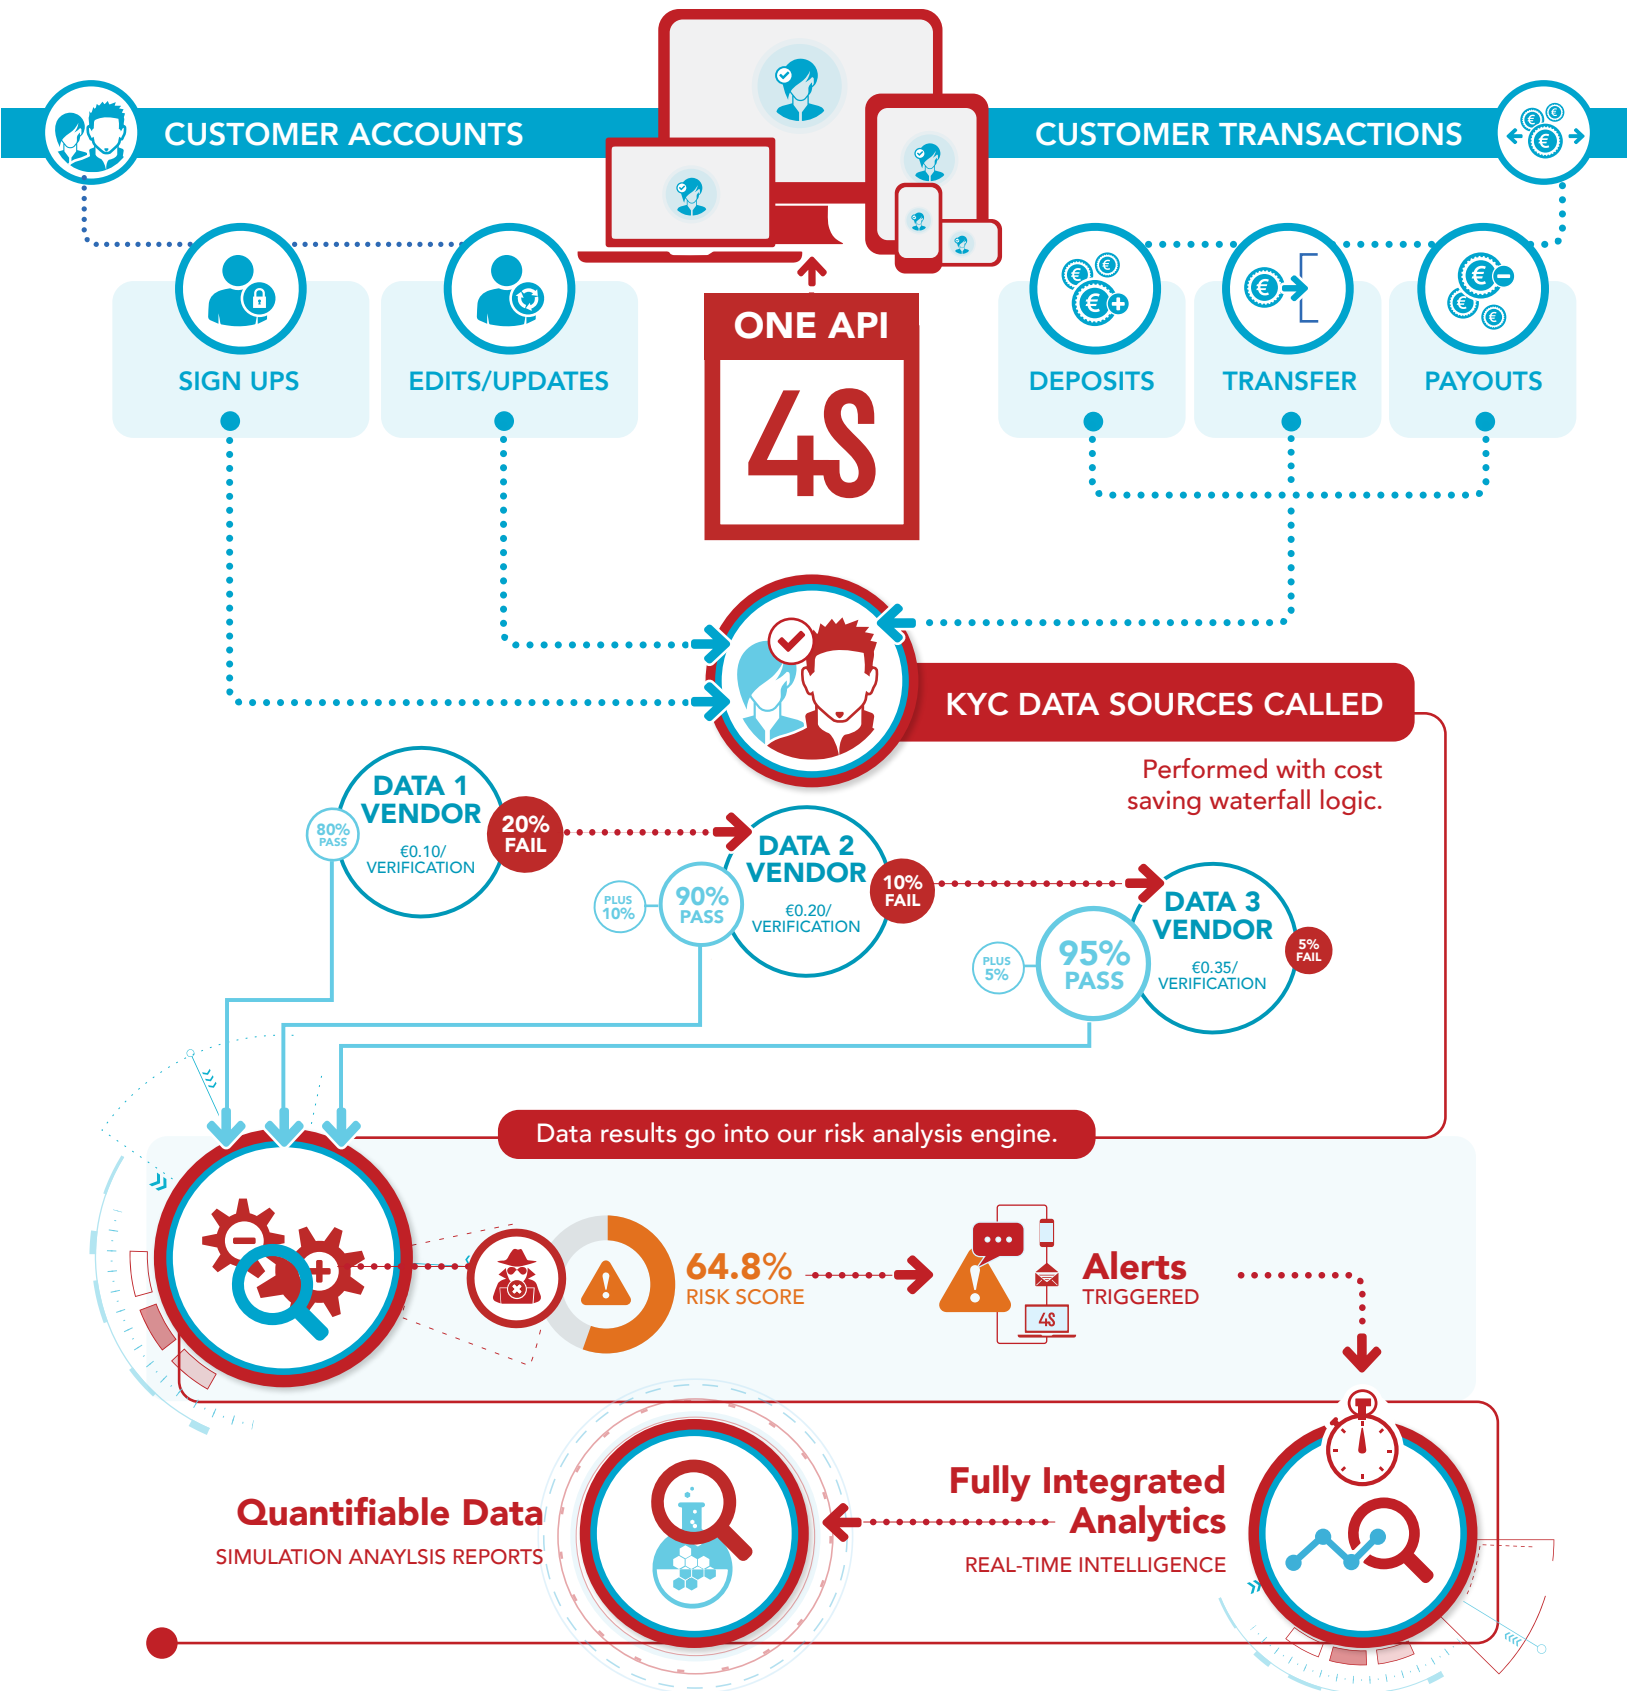 CUSTOMER ACCOUNTS
CUSTOMER TRANSACTIONS
SIGN UPS
EDITS/UPDATES
ONE API
4S
DEPOSITS
TRANSFER
PAYOUTS
KYC DATA SOURCES CALLED
Performed with cost
saving waterfall logic.
DATA 1
VENDOR
€0.10/
VERIFICATION
80%
PASS
20%
FAIL
DATA 2
VENDOR
€0.20/
VERIFICATION
PLUS
10%
90%
PASS
10%
FAIL
DATA 3
VENDOR
€0.35/
VERIFICATION
PLUS
5%
95%
PASS
5%
FAIL
Data results go into our risk analysis engine.
64.8%
RISK SCORE
4S
Alerts
TRIGGERED
Fully Integrated
Analytics
REAL-TIME INTELLIGENCE
Quantifiable Data
SIMULATION ANAYLSIS REPORTS